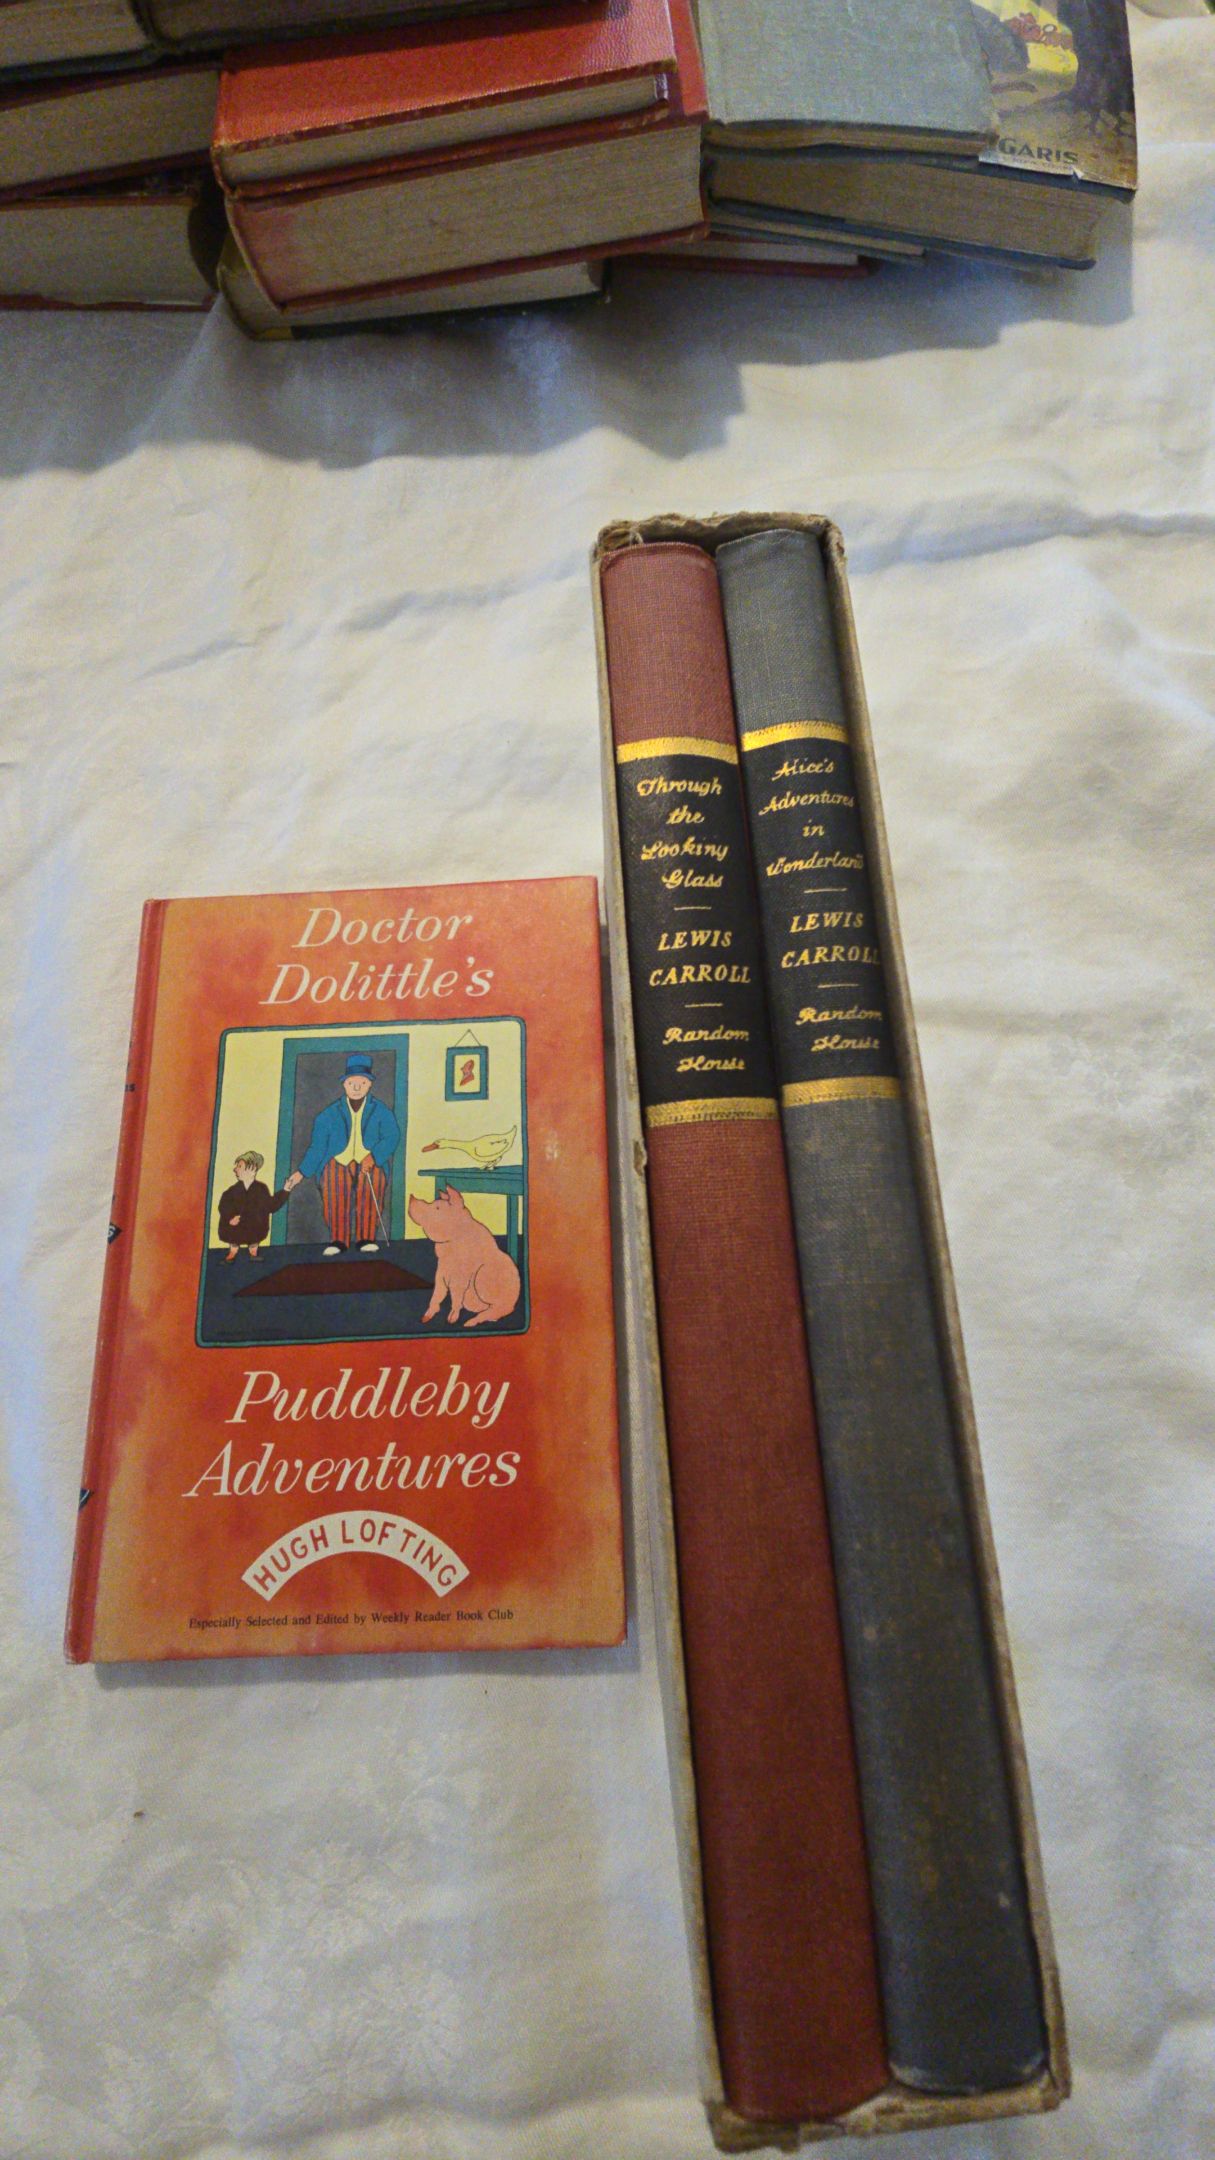 GARIS
Doctor
Dolittle's
Puddleby
Adventures
HUGH LOFTING
Especially Selected and Edited by Weekly Reader Book Club
Through
the
Looking
Glass
LEWIS
CARROLL
Random
House
Alice's
Adventures
in
Wonderland
LEWIS
CARROLL
Random
House